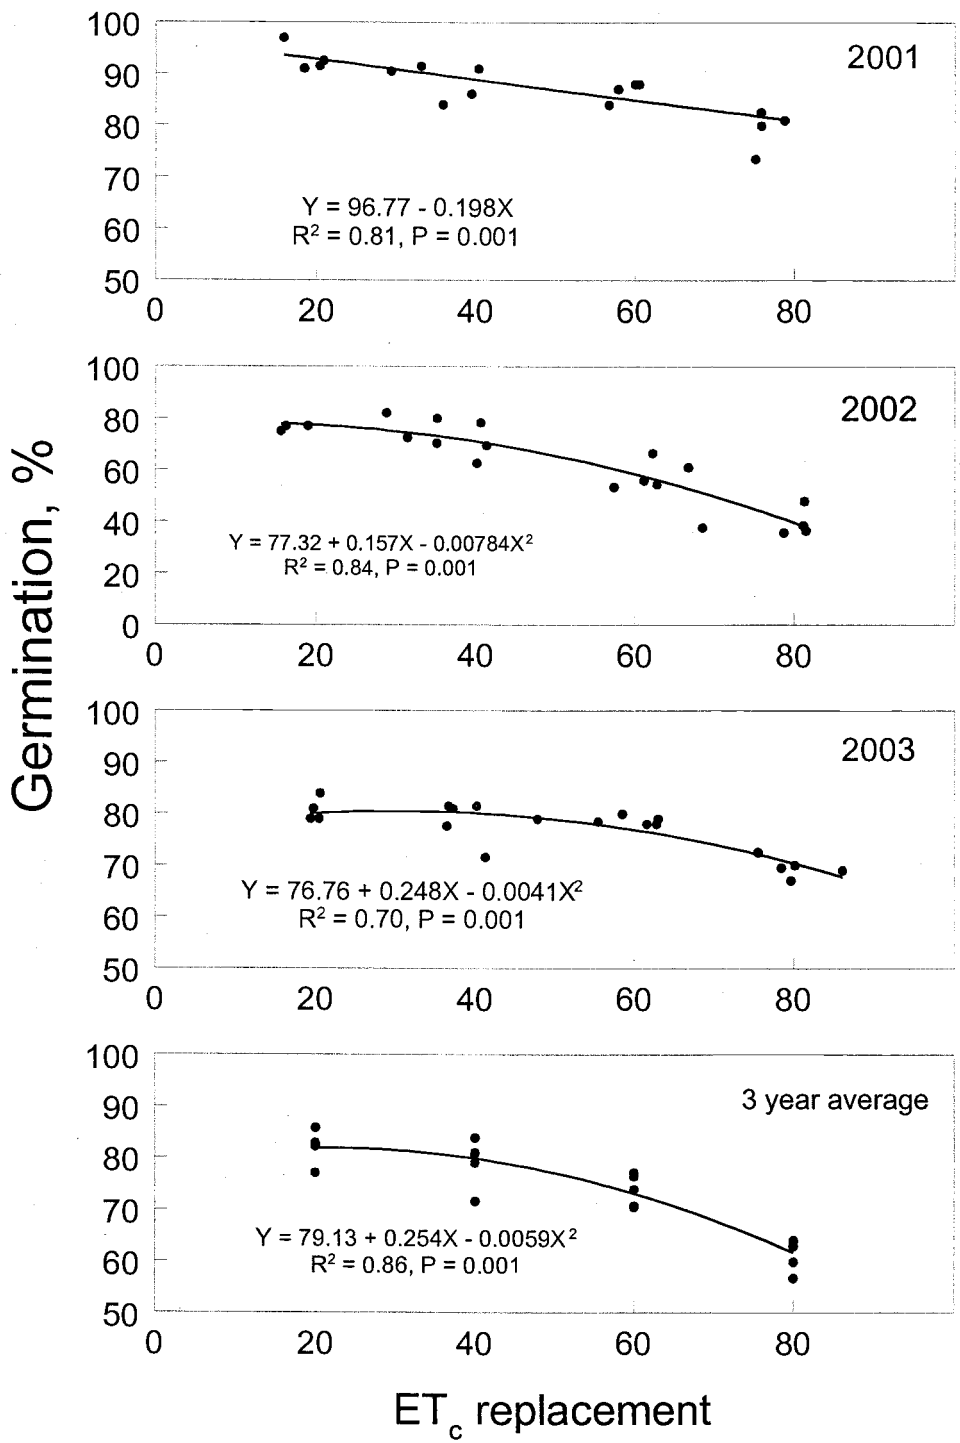 Germination, %
100
90
80
70
60
50
2001
Y = 96.77 - 0.198X
R² = 0.81, P = 0.001
0 20 40 60 80
100
80
60
40
20
0
2002
Y = 77.32 + 0.157X - 0.00784X²
R² = 0.84, P = 0.001
0 20 40 60 80
100
90
80
70
60
50
2003
Y = 76.76 + 0.248X - 0.0041X²
R² = 0.70, P = 0.001
0 20 40 60 80
100
90
80
70
60
50
3 year average
Y = 79.13 + 0.254X - 0.0059X²
R² = 0.86, P = 0.001
0 20 40 60 80
ETc replacement